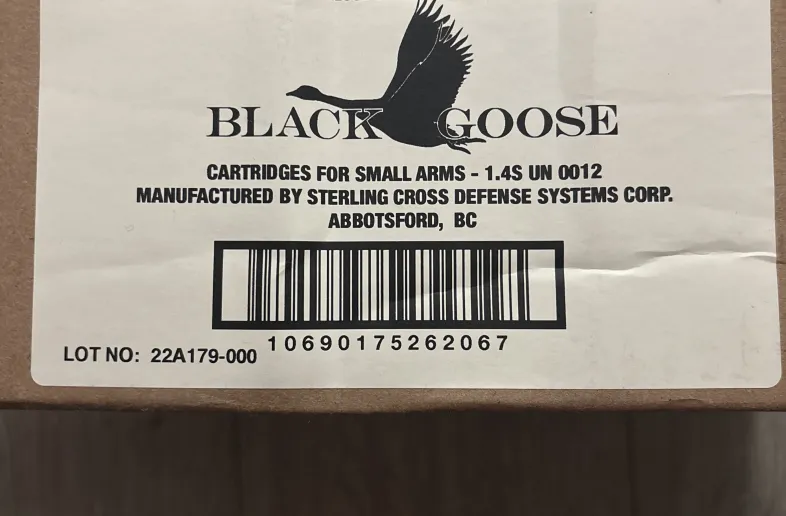 BLACK GOOSE
CARTRIDGES FOR SMALL ARMS - 1.4S UN 0012
MANUFACTURED BY STERLING CROSS DEFENSE SYSTEMS CORP.
ABBOTSFORD, BC
10690175262067
LOT NO: 22A179-000